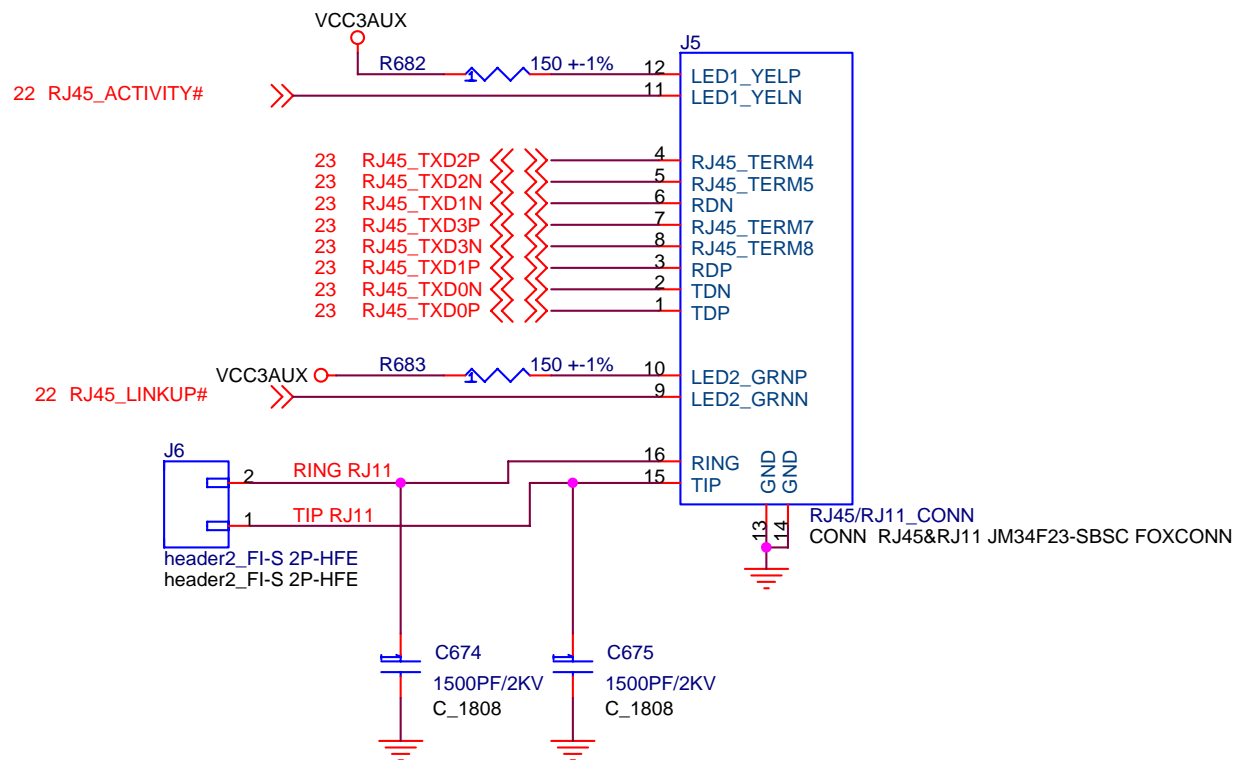 VCC3AUX
J5
R682 1 150 +-1% 12 LED1_YELP
22 RJ45_ACTIVITY# 11 LED1_YELN
23 RJ45_TXD2P 4 RJ45_TERM4
23 RJ45_TXD2N 5 RJ45_TERM5
23 RJ45_TXD1N 6 RDN
23 RJ45_TXD3P 7 RJ45_TERM7
23 RJ45_TXD3N 8 RJ45_TERM8
23 RJ45_TXD1P 3 RDP
23 RJ45_TXD0N 2 TDN
23 RJ45_TXD0P 1 TDP
VCC3AUX R683 1 150 +-1% 10 LED2_GRNP
22 RJ45_LINKUP# 9 LED2_GRNN
J6
2 RING RJ11 16 RING
15 TIP
GND
GND
1 TIP RJ11
13
14
RJ45/RJ11_CONN
CONN RJ45&RJ11 JM34F23-SBSC FOXCONN
header2_FI-S 2P-HFE
header2_FI-S 2P-HFE
1 C674
1500PF/2KV
C_1808
1 C675
1500PF/2KV
C_1808